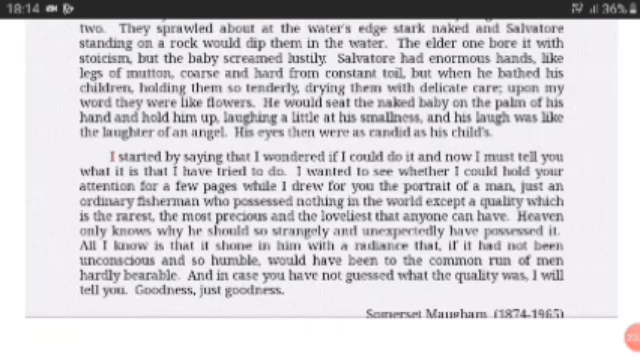 18:14
36%
two. They sprawled about at the water's edge stark naked and Salvatore
standing on a rock would dip them in the water. The elder one bore it with
stoicism, but the baby screamed lustily. Salvatore had enormous hands, like
legs of mutton, coarse and hard from constant toil, but when he bathed his
children, holding them so tenderly, drying them with delicate care; upon my
word they were like flowers. He would seat the naked baby on the palm of his
hand and hold him up, laughing a little at his smallness, and his laugh was like
the laughter of an angel. His eyes then were as candid as his child's.
I started by saying that I wondered if I could do it and now I must tell you
what it is that I have tried to do. I wanted to see whether I could hold your
attention for a few pages while I drew for you the portrait of a man, just an
ordinary fisherman who possessed nothing in the world except a quality which
is the rarest, the most precious and the loveliest that anyone can have. Heaven
only knows why he should so strangely and unexpectedly have possessed it.
All I know is that it shone in him with a radiance that, if it had not been
unconscious and so humble, would have been to the common run of men
hardly bearable. And in case you have not guessed what the quality was, I will
tell you. Goodness, just goodness.
Somerset Maugham (1874-1965)